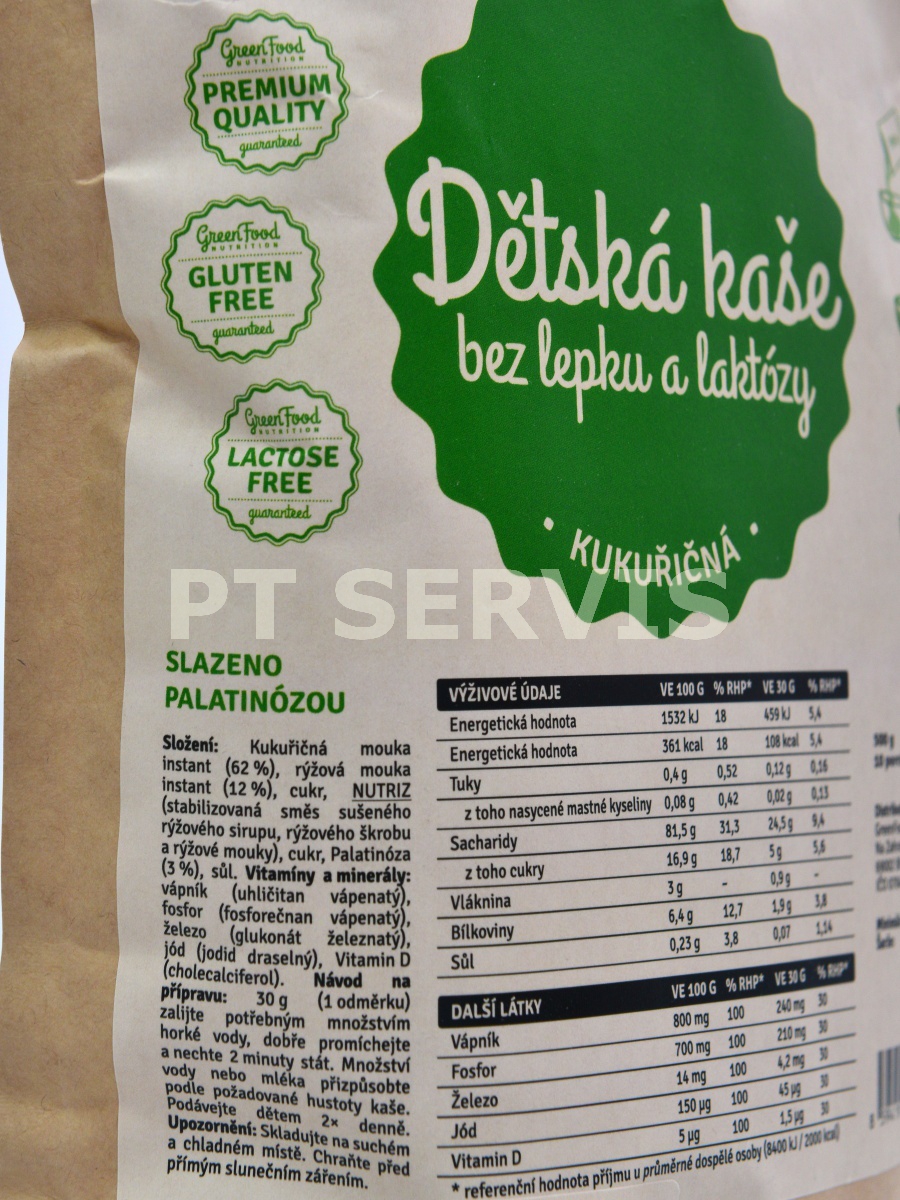 GreenFood
NUTRITION
PREMIUM
QUALITY
guaranteed
GreenFood
NUTRITION
GLUTEN
FREE
guaranteed
GreenFood
NUTRITION
LACTOSE
FREE
guaranteed
Dětská kaše
bez lepku a laktózy
• KUKUŘIČNÁ •
PT SERVIS
SLAZENO
PALATINÓZOU
Složení: Kukuřičná mouka
instant (62 %), rýžová mouka
instant (12 %), cukr, NUTRIZ
(stabilizovaná směs sušeného
rýžového sirupu, rýžového škrobu
a rýžové mouky), cukr, Palatinóza
(3 %), sůl. Vitamíny a minerály:
vápník (uhličitan vápenatý),
fosfor (fosforečnan vápenatý),
železo (glukonát železnatý),
jód (jodid draselný), Vitamin D
(cholecalciferol). Návod na
přípravu: 30 g (1 odměrku)
zalijte potřebným množstvím
horké vody, dobře promíchejte
a nechte 2 minuty stát. Množství
vody nebo mléka přizpůsobte
podle požadované hustoty kaše.
Podávejte dětem 2x denně.
Upozornění: Skladujte na suchém
a chladném místě. Chraňte před
přímým slunečním zářením.
VÝŽIVOVÉ ÚDAJE VE 100 G % RHP* VE 30 G % RHP*
Energetická hodnota 1532 kJ 18 459 kJ 5,4
Energetická hodnota 361 kcal 18 108 kcal 5,4
Tuky 0,4 g 0,52 0,12 g 0,16
z toho nasycené mastné kyseliny 0,08 g 0,42 0,02 g 0,13
Sacharidy 81,5 g 31,3 24,5 g 9,4
z toho cukry 16,9 g 18,7 5 g 5,6
Vláknina 3 g - 0,9 g -
Bílkoviny 6,4 g 12,7 1,9 g 3,8
Sůl 0,23 g 3,8 0,07 1,14
DALŠÍ LÁTKY VE 100 G % RHP* VE 30 G % RHP*
Vápník 800 mg 100 240 mg 30
Fosfor 700 mg 100 210 mg 30
Železo 14 mg 100 4,2 mg 30
Jód 150 µg 100 45 µg 30
Vitamin D 5 µg 100 1,5 µg 30
* referenční hodnota příjmu u průměrné dospělé osoby (8400 kJ / 2000 kcal)
500 g